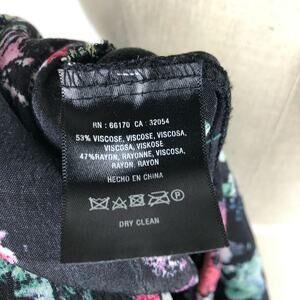 RN : 66170 CA : 32054
53% VISCOSE, VISCOSE, VISCOSA,
VISCOSA, VISKOSE
47%RAYON, RAYONNE, VISCOSA,
RAYON, RAYON
HECHO EN CHINA
DRY CLEAN